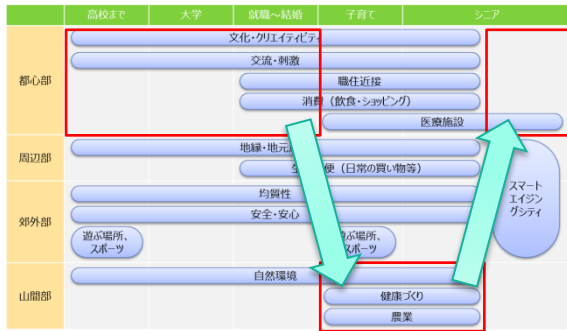 高校まで
大学
就職～結婚
子育て
シニア
都心部
文化・クリエイティビティ
交流・刺激
職住近接
消費（飲食・ショッピング）
医療施設
周辺部
地縁・地元
便（日常の買い物等）
スマート
エイジン
グシティ
郊外部
均質性
安全・安心
遊ぶ場所、
スポーツ
遊ぶ場所、
スポーツ
山間部
自然環境
健康づくり
農業